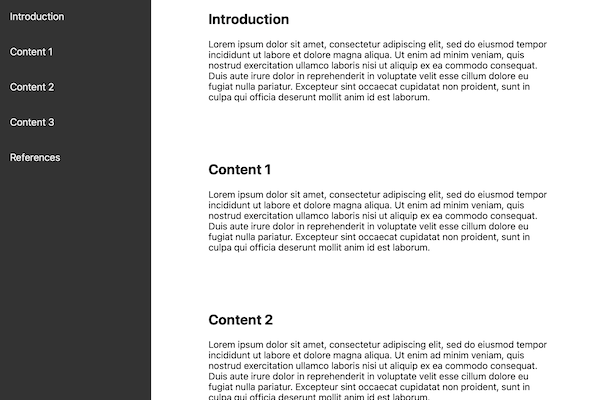 Introduction
Content 1
Content 2
Content 3
References
Introduction
Lorem ipsum dolor sit amet, consectetur adipiscing elit, sed do eiusmod tempor
incididunt ut labore et dolore magna aliqua. Ut enim ad minim veniam, quis
nostrud exercitation ullamco laboris nisi ut aliquip ex ea commodo consequat.
Duis aute irure dolor in reprehenderit in voluptate velit esse cillum dolore eu
fugiat nulla pariatur. Excepteur sint occaecat cupidatat non proident, sunt in
culpa qui officia deserunt mollit anim id est laborum.
Content 1
Lorem ipsum dolor sit amet, consectetur adipiscing elit, sed do eiusmod tempor
incididunt ut labore et dolore magna aliqua. Ut enim ad minim veniam, quis
nostrud exercitation ullamco laboris nisi ut aliquip ex ea commodo consequat.
Duis aute irure dolor in reprehenderit in voluptate velit esse cillum dolore eu
fugiat nulla pariatur. Excepteur sint occaecat cupidatat non proident, sunt in
culpa qui officia deserunt mollit anim id est laborum.
Content 2
Lorem ipsum dolor sit amet, consectetur adipiscing elit, sed do eiusmod tempor
incididunt ut labore et dolore magna aliqua. Ut enim ad minim veniam, quis
nostrud exercitation ullamco laboris nisi ut aliquip ex ea commodo consequat.
Duis aute irure dolor in reprehenderit in voluptate velit esse cillum dolore eu
fugiat nulla pariatur. Excepteur sint occaecat cupidatat non proident, sunt in
culpa qui officia deserunt mollit anim id est laborum.